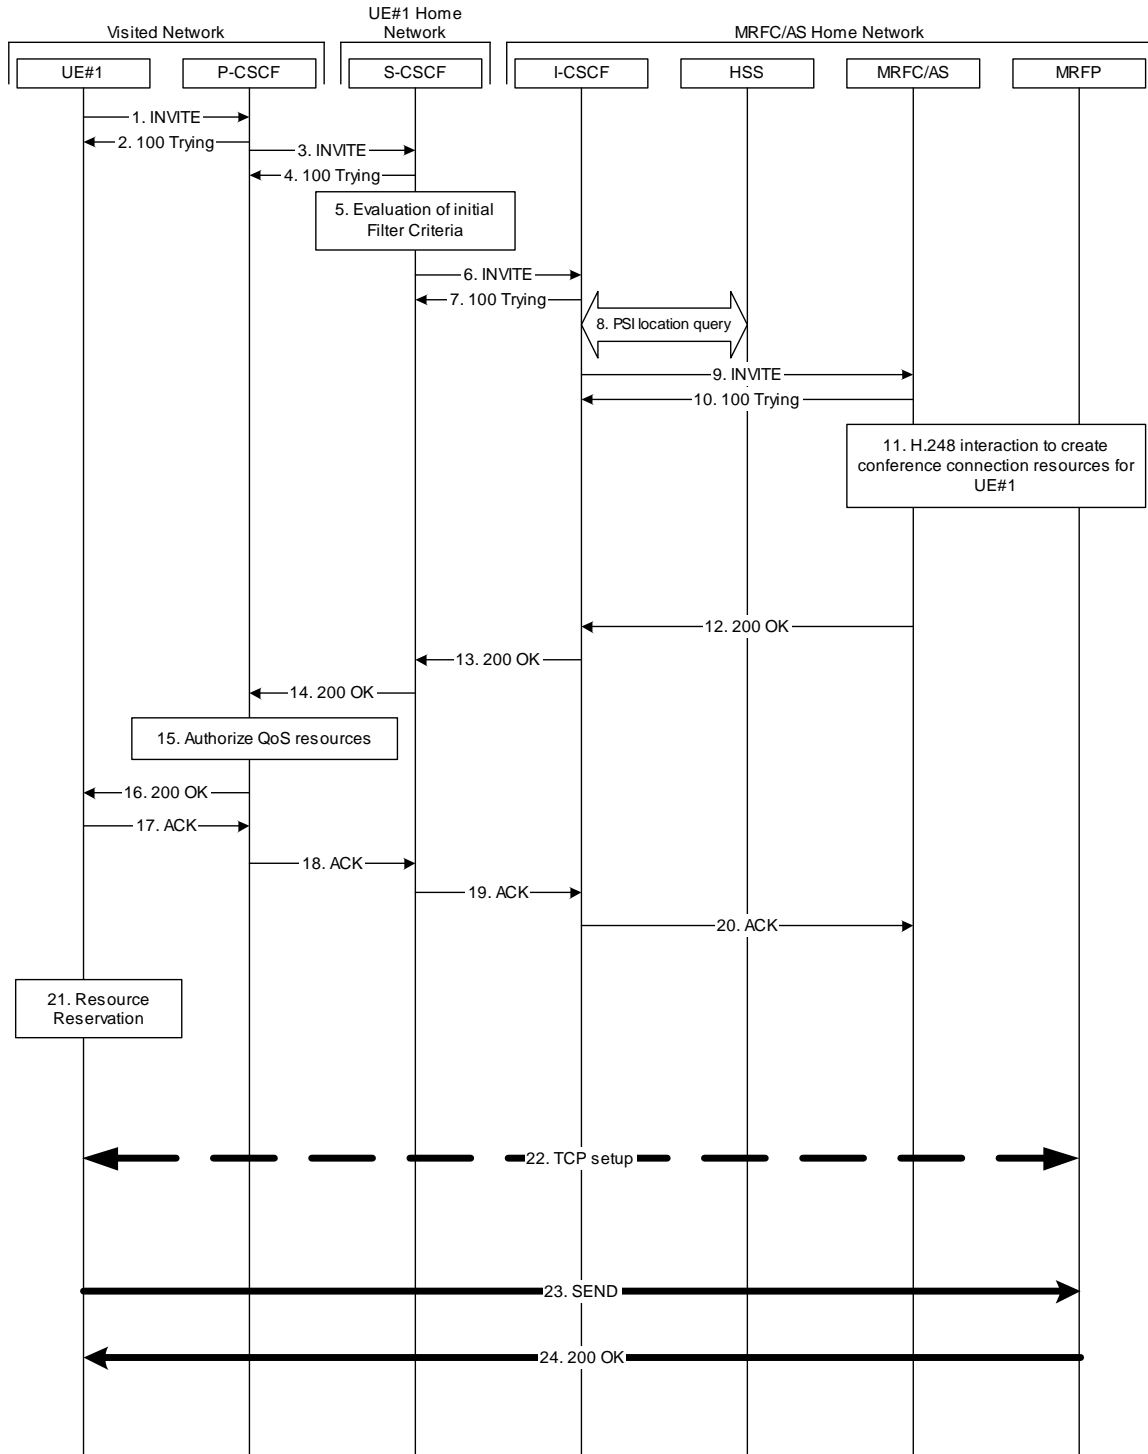 UE#1 Home
Network
Visited Network
MRFC/AS Home Network
UE#1
P-CSCF
S-CSCF
I-CSCF
HSS
MRFC/AS
MRFP
1. INVITE
2. 100 Trying
3. INVITE
4. 100 Trying
5. Evaluation of initial
Filter Criteria
6. INVITE
7. 100 Trying
8. PSI location query
9. INVITE
10. 100 Trying
11. H.248 interaction to create
conference connection resources for
UE#1
12. 200 OK
13. 200 OK
14. 200 OK
15. Authorize QoS resources
16. 200 OK
17. ACK
18. ACK
19. ACK
20. ACK
21. Resource
Reservation
22. TCP setup
23. SEND
24. 200 OK